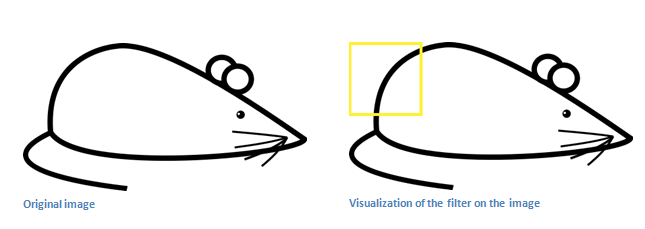 Original image
Visualization of the filter on the image